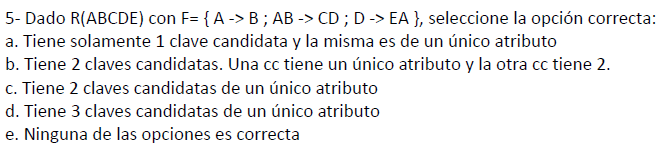 5- Dado R(ABCDE) con F= { A -> B ; AB -> CD ; D -> EA }, seleccione la opción correcta:
a. Tiene solamente 1 clave candidata y la misma es de un único atributo
b. Tiene 2 claves candidatas. Una cc tiene un único atributo y la otra cc tiene 2.
c. Tiene 2 claves candidatas de un único atributo
d. Tiene 3 claves candidatas de un único atributo
e. Ninguna de las opciones es correcta